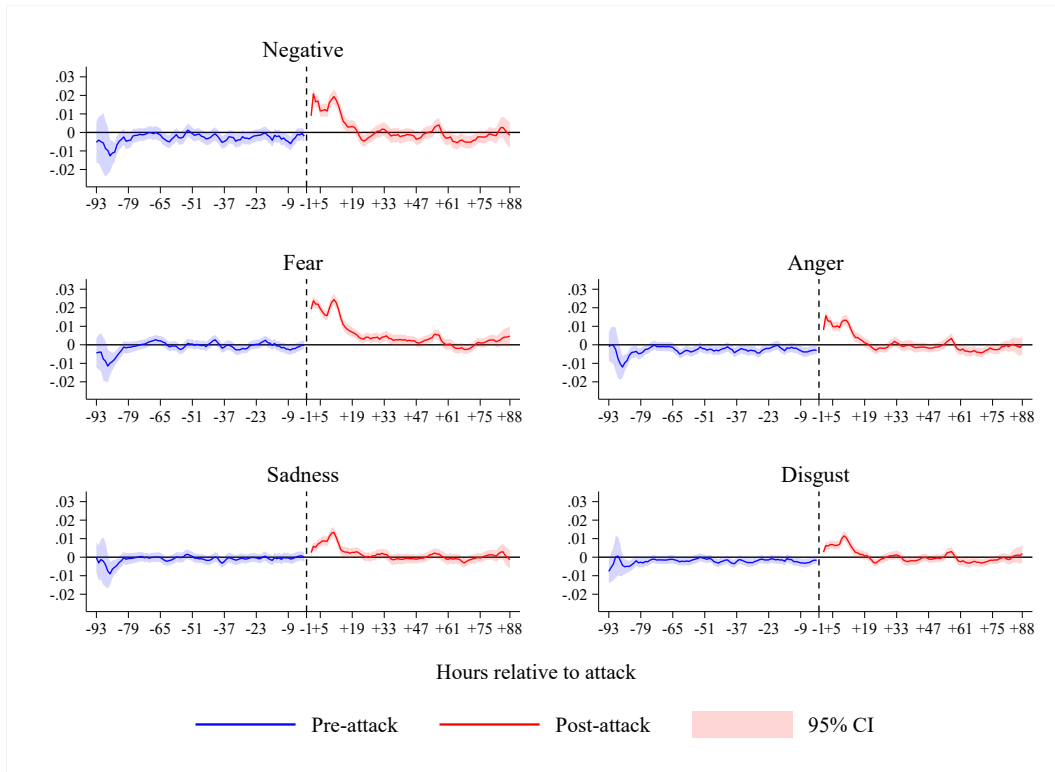 Negative
.03
.02
.01
0
-.01
-.02
-93 -79 -65 -51 -37 -23 -9 -1+5 +19 +33 +47 +61 +75 +88
Fear
.03
.02
.01
0
-.01
-.02
-93 -79 -65 -51 -37 -23 -9 -1+5 +19 +33 +47 +61 +75 +88
Anger
.03
.02
.01
0
-.01
-.02
-93 -79 -65 -51 -37 -23 -9 -1+5 +19 +33 +47 +61 +75 +88
Sadness
.03
.02
.01
0
-.01
-.02
-93 -79 -65 -51 -37 -23 -9 -1+5 +19 +33 +47 +61 +75 +88
Disgust
.03
.02
.01
0
-.01
-.02
-93 -79 -65 -51 -37 -23 -9 -1+5 +19 +33 +47 +61 +75 +88
Hours relative to attack
Pre-attack Post-attack 95% CI